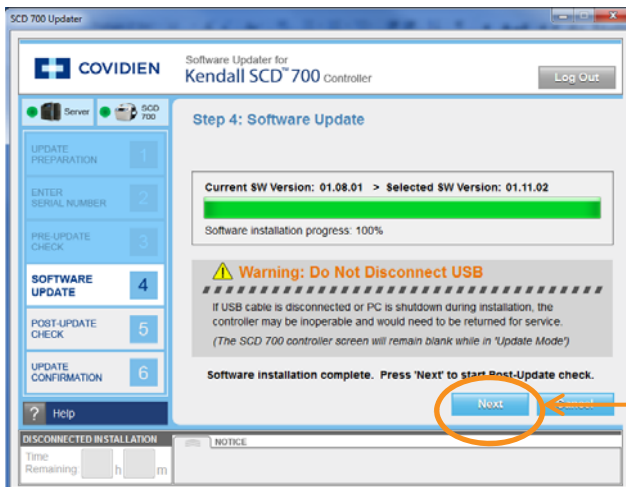 SCD 700 Updater
COVIDIEN
Software Updater for
Kendall SCD™ 700 Controller
Log Out
Server
SCD
700
Step 4: Software Update
UPDATE
PREPARATION
1
ENTER
SERIAL NUMBER
2
PRE-UPDATE
CHECK
3
SOFTWARE
UPDATE
4
POST-UPDATE
CHECK
5
UPDATE
CONFIRMATION
6
? Help
Current SW Version: 01.08.01 > Selected SW Version: 01.11.02
Software installation progress: 100%
Warning: Do Not Disconnect USB
If USB cable is disconnected or PC is shutdown during installation, the
controller may be inoperable and would need to be returned for service.
(The SCD 700 controller screen will remain blank while in 'Update Mode')
Software installation complete. Press 'Next' to start Post-Update check.
Next
Cancel
DISCONNECTED INSTALLATION
Time
Remaining: h m
NOTICE